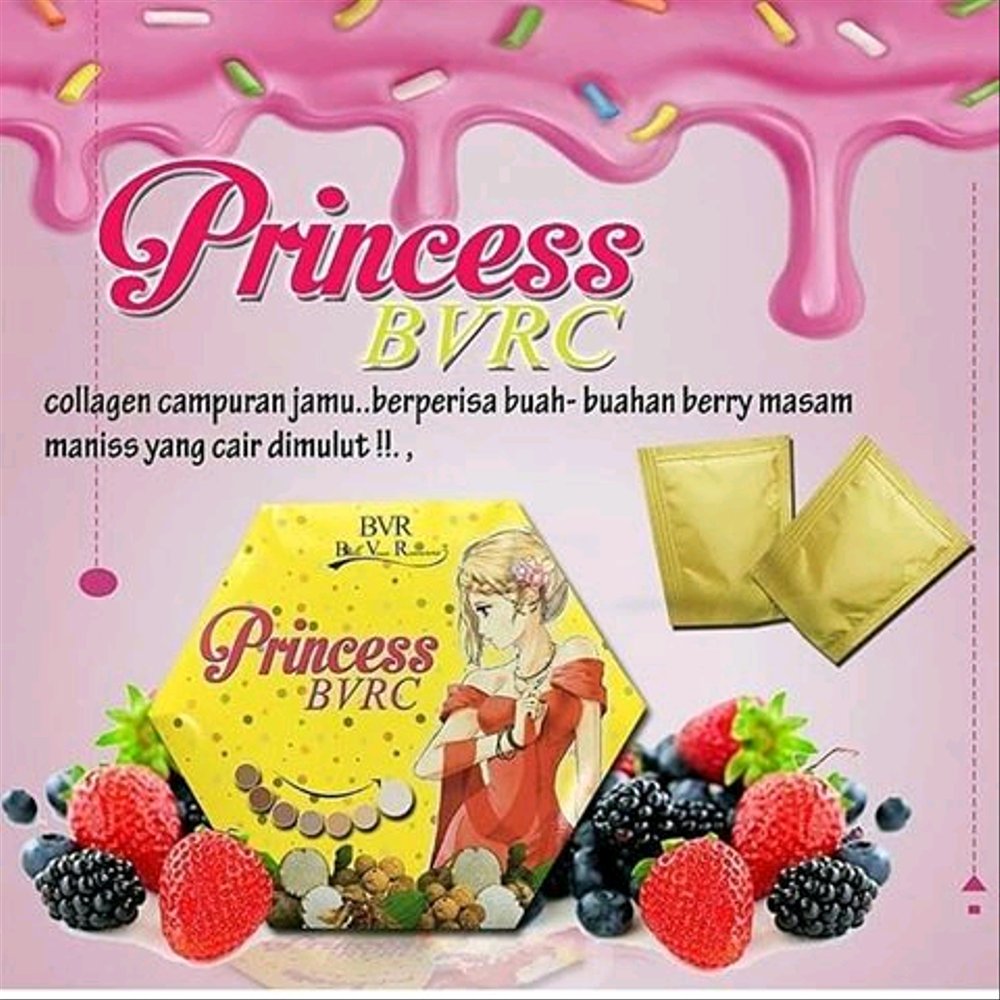 Princess
BVRC
collagen campuran jamu..berperisa buah- buahan berry masam
maniss yang cair dimulut !!. ,
BVR
Princess
BVRC